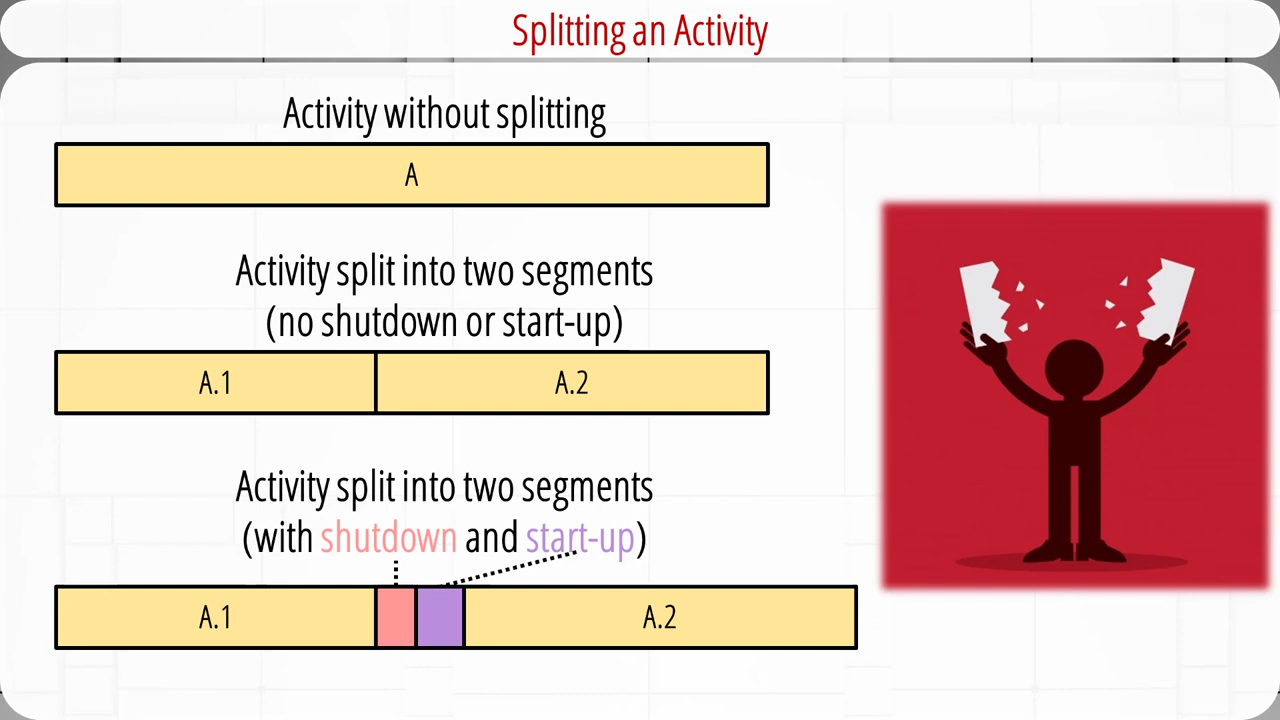 Splitting an Activity
Activity without splitting
A
Activity split into two segments
(no shutdown or start-up)
A.1
A.2
Activity split into two segments
(with shutdown and start-up)
A.1
A.2